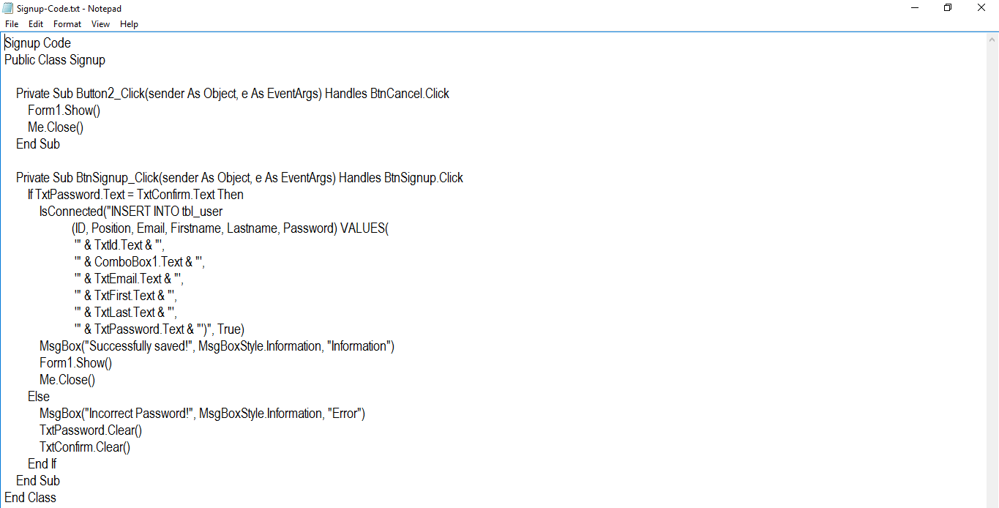 Signup-Code.txt - Notepad
File Edit Format View Help
Signup Code
Public Class Signup
Private Sub Button2_Click(sender As Object, e As EventArgs) Handles BtnCancel.Click
Form1.Show()
Me.Close()
End Sub
Private Sub BtnSignup_Click(sender As Object, e As EventArgs) Handles BtnSignup.Click
If TxtPassword.Text = TxtConfirm.Text Then
IsConnected("INSERT INTO tbl_user
(ID, Position, Email, Firstname, Lastname, Password) VALUES(
'" & TxtId.Text & "',
'" & ComboBox1.Text & "',
'" & TxtEmail.Text & "',
'" & TxtFirst.Text & "',
'" & TxtLast.Text & "',
'" & TxtPassword.Text & "')", True)
MsgBox("Successfully saved!", MsgBoxStyle.Information, "Information")
Form1.Show()
Me.Close()
Else
MsgBox("Incorrect Password!", MsgBoxStyle.Information, "Error")
TxtPassword.Clear()
TxtConfirm.Clear()
End If
End Sub
End Class